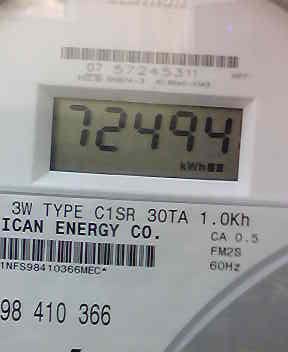 07 57245311
72494
kWh
3W TYPE C1SR 30TA 1.0Kh
ICAN ENERGY CO.
CA 0.5
1NFS98410366MEC*
FM2S
60Hz
98 410 366